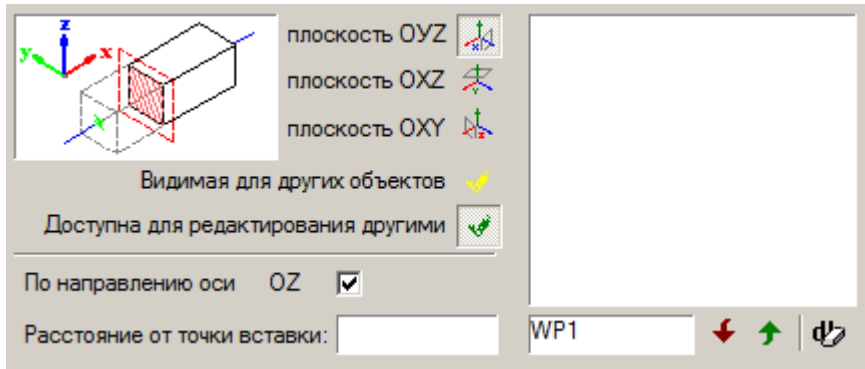 z
y x
плоскость ОУZ
x
плоскость OXZ
Y
плоскость OXY
z
Видимая для других объектов
Доступна для редактирования другими
По направлению оси OZ
Расстояние от точки вставки:
WP1